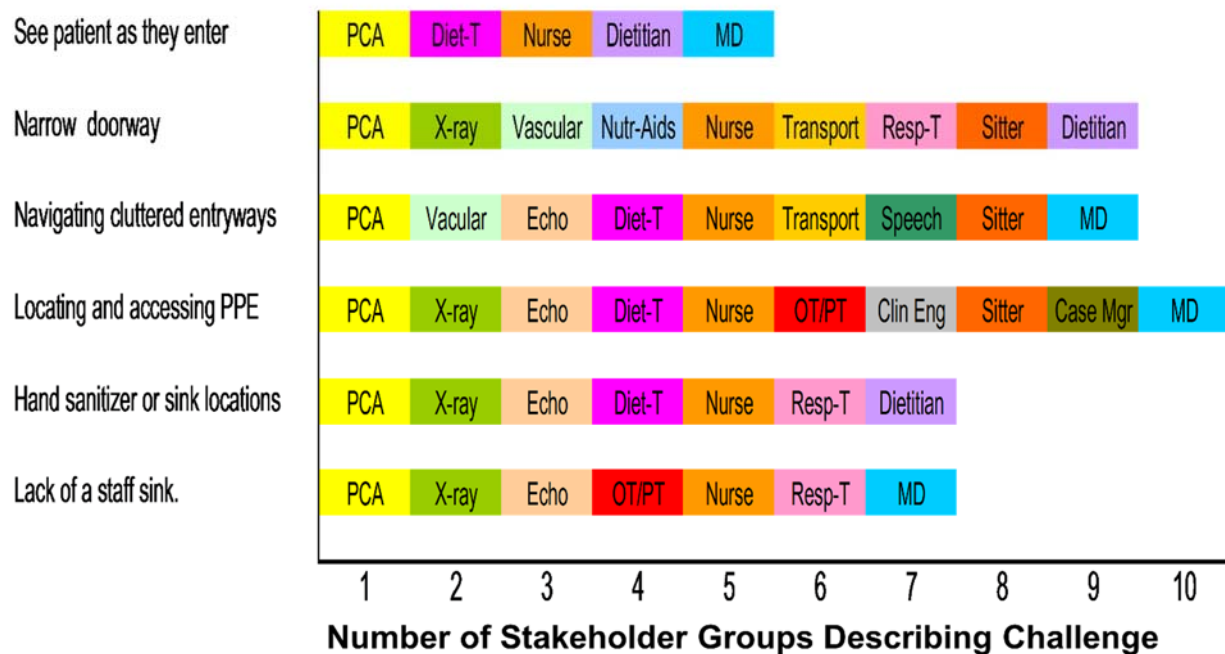 See patient as they enter PCA Diet-T Nurse Dietitian MD
Narrow doorway PCA X-ray Vascular Nutr-Aids Nurse Transport Resp-T Sitter Dietitian
Navigating cluttered entryways PCA Vacular Echo Diet-T Nurse Transport Speech Sitter MD
Locating and accessing PPE PCA X-ray Echo Diet-T Nurse OT/PT Clin Eng Sitter Case Mgr MD
Hand sanitizer or sink locations PCA X-ray Echo Diet-T Nurse Resp-T Dietitian
Lack of a staff sink. PCA X-ray Echo OT/PT Nurse Resp-T MD
1 2 3 4 5 6 7 8 9 10
Number of Stakeholder Groups Describing Challenge